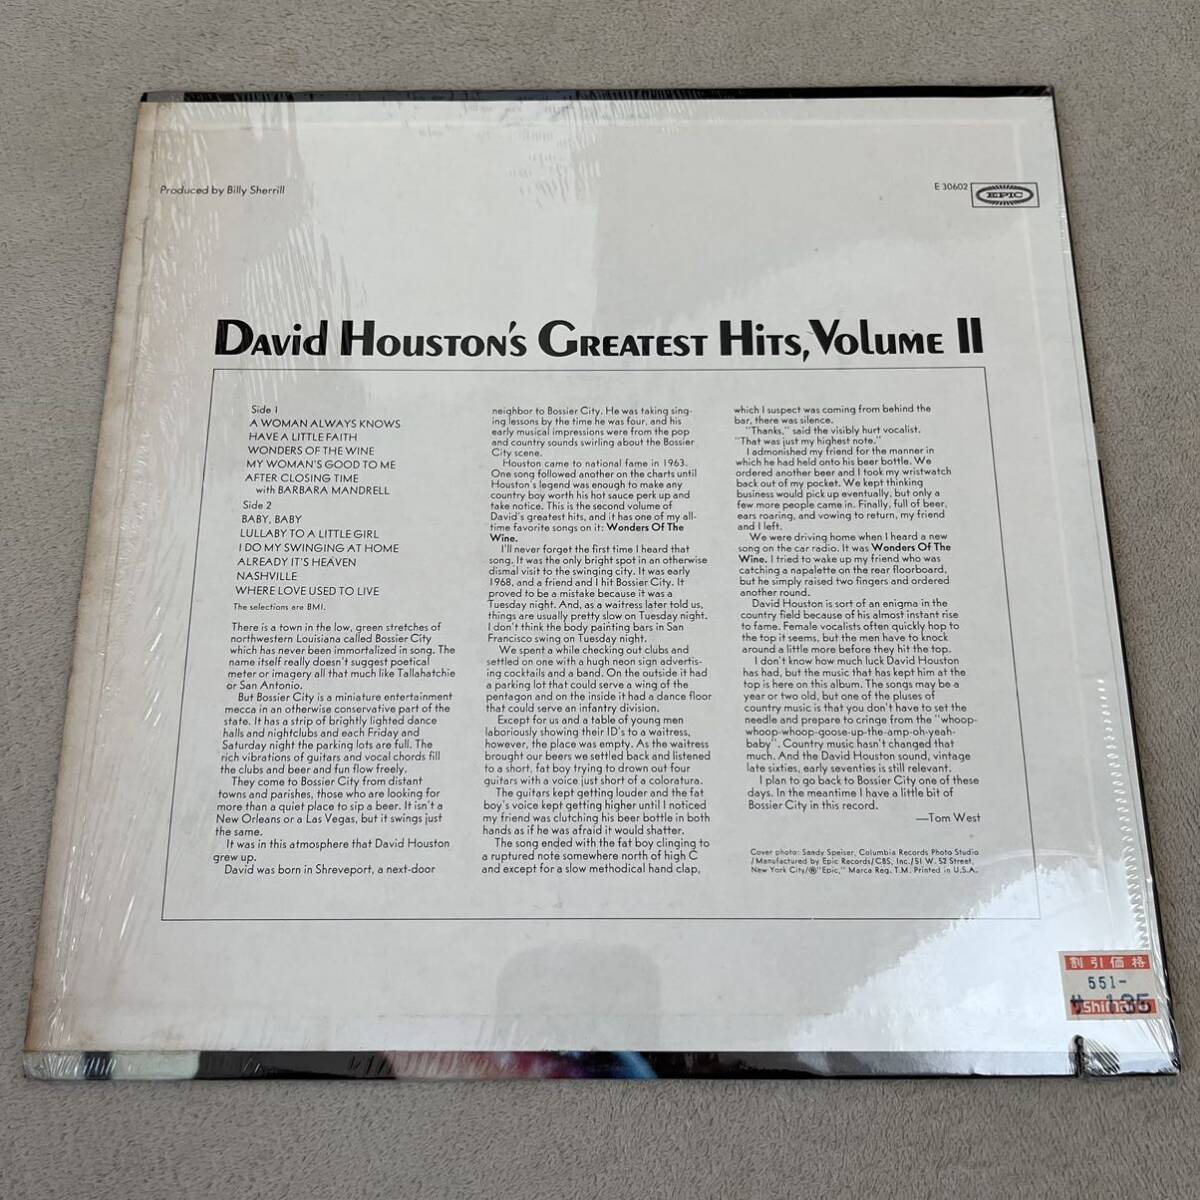 Produced by Billy Sherrill
E 30602
EPIC
David Houston's Greatest Hits, Volume II
Side 1
A WOMAN ALWAYS KNOWS
HAVE A LITTLE FAITH
WONDERS OF THE WINE
MY WOMAN'S GOOD TO ME
AFTER CLOSING TIME
with BARBARA MANDRELL
Side 2
BABY, BABY
LULLABY TO A LITTLE GIRL
I DO MY SWINGING AT HOME
ALREADY IT'S HEAVEN
NASHVILLE
WHERE LOVE USED TO LIVE
The selections are BMI.
There is a town in the low, green stretches of
northwestern Louisiana called Bossier City
which has never been immortalized in song. The
name itself really doesn't suggest poetical
meter or imagery all that much like Tallahatchie
or San Antonio.
But Bossier City is a miniature entertainment
mecca in an otherwise conservative part of the
state. It has a strip of brightly lighted dance
halls and nightclubs and each Friday and
Saturday night the parking lots are full. The
rich vibrations of guitars and vocal chords fill
the clubs and beer and fun flow freely.
They come to Bossier City from distant
towns and parishes, those who are looking for
more than a quiet place to sip a beer. It isn't a
New Orleans or a Las Vegas, but it swings just
the same.
It was in this atmosphere that David Houston
grew up.
David was born in Shreveport, a next-door
neighbor to Bossier City. He was taking sing-
ing lessons by the time he was four, and his
early musical impressions were from the pop
and country sounds swirling about the Bossier
City scene.
Houston came to national fame in 1963.
One song followed another on the charts until
Houston's legend was enough to make any
country boy worth his hot sauce perk up and
take notice. This is the second volume of
David's greatest hits, and it has one of my all-
time favorite songs on it: Wonders Of The
Wine.
I'll never forget the first time I heard that
song. It was the only bright spot in an otherwise
dismal visit to the swinging city. It was early
1968, and a friend and I hit Bossier City. It
proved to be a mistake because it was a
Tuesday night. And, as a waitress later told us,
things are usually pretty slow on Tuesday night.
I don't think the body painting bars in San
Francisco swing on Tuesday night.
We spent a while checking out clubs and
settled on one with a hugh neon sign advertis-
ing cocktails and a band. On the outside it had
a parking lot that could serve a wing of the
pentagon and on the inside it had a dance floor
that could serve an infantry division.
Except for us and a table of young men
laboriously showing their ID's to a waitress,
however, the place was empty. As the waitress
brought our beers we settled back and listened
to a short, fat boy trying to drown out four
guitars with a voice just short of a coloratura.
The guitars kept getting louder and the fat
boy's voice kept getting higher until I noticed
my friend was clutching his beer bottle in both
hands as if he was afraid it would shatter.
The song ended with the fat boy clinging to
a ruptured note somewhere north of high C
and except for a slow methodical hand clap,
which I suspect was coming from behind the
bar, there was silence.
"Thanks," said the visibly hurt vocalist.
"That was just my highest note."
I admonished my friend for the manner in
which he had held onto his beer bottle. We
ordered another beer and I took my wristwatch
back out of my pocket. We kept thinking
business would pick up eventually, but only a
few more people came in. Finally, full of beer,
ears roaring, and vowing to return, my friend
and I left.
We were driving home when I heard a new
song on the car radio. It was Wonders Of The
Wine. I tried to wake up my friend who was
catching a napalette on the rear floorboard,
but he simply raised two fingers and ordered
another round.
David Houston is sort of an enigma in the
country field because of his almost instant rise
to fame. Female vocalists often quickly hop to
the top it seems, but the men have to knock
around a little more before they hit the top.
I don't know how much luck David Houston
has had, but the music that has kept him at the
top is here on this album. The songs may be a
year or two old, but one of the pluses of
country music is that you don't have to set the
needle and prepare to cringe from the "whoop-
whoop-whoop-goose-up-the-amp-oh-yeah-
baby". Country music hasn't changed that
much. And the David Houston sound, vintage
late sixties, early seventies is still relevant.
I plan to go back to Bossier City one of these
days. In the meantime I have a little bit of
Bossier City in this record.
—Tom West
Cover photo: Sandy Speiser, Columbia Records Photo Studio
/Manufactured by Epic Records/CBS, Inc./51 W. 52 Street,
New York City/® "Epic," Marca Reg. T.M. Printed in U.S.A.
割引価格
551-